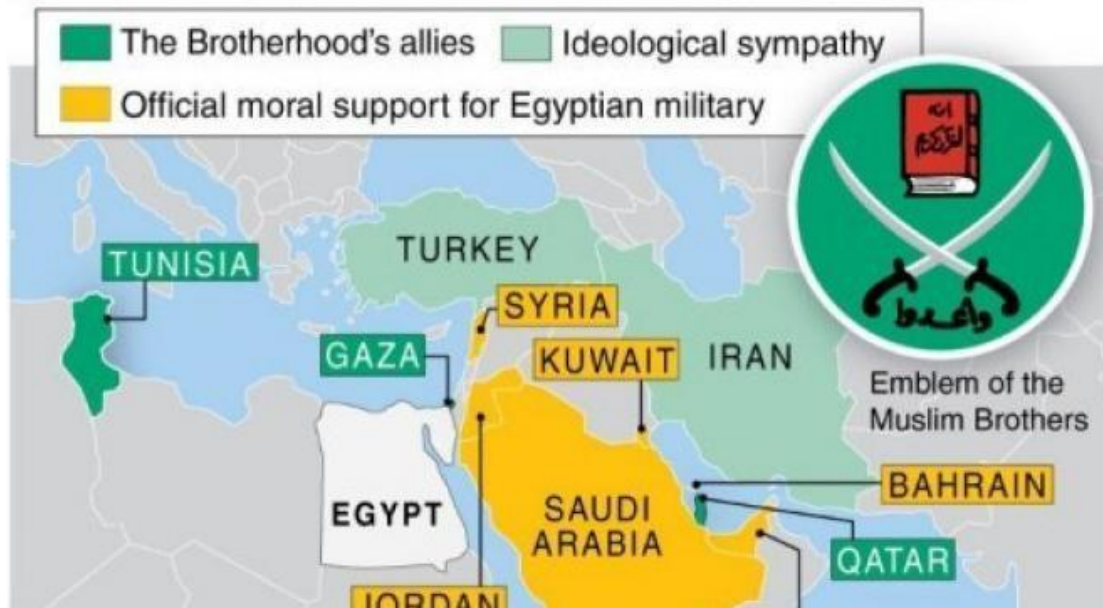 The Brotherhood's allies
Ideological sympathy
Official moral support for Egyptian military
TURKEY
TUNISIA
SYRIA
GAZA
KUWAIT
IRAN
Emblem of the
Muslim Brothers
BAHRAIN
EGYPT
SAUDI
ARABIA
QATAR
JORDAN
وأعدوا